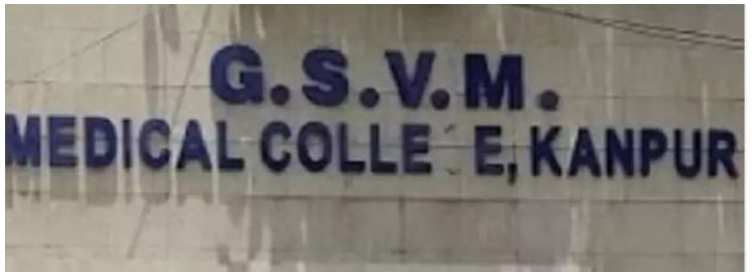 G.S.V.M.
MEDICAL COLLE E, KANPUR